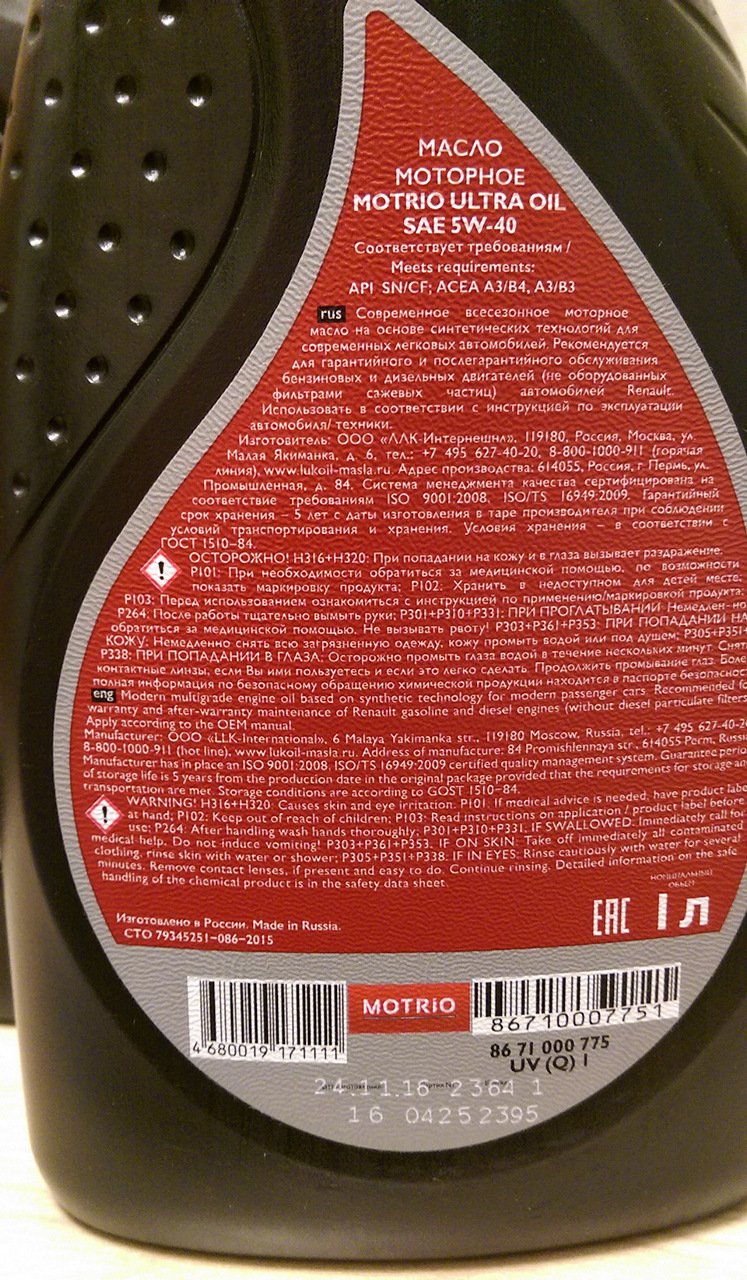 МАСЛО
МОТОРНОЕ
MOTRIO ULTRA OIL
SAE 5W-40
Соответствует требованиям /
Meets requirements:
API SN/CF; ACEA A3/B4, A3/B3
rus Современное всесезонное моторное
масло на основе синтетических технологий для
современных легковых автомобилей. Рекомендуется
для гарантийного и послегарантийного обслуживания
бензиновых и дизельных двигателей (не оборудованных
фильтрами сажевых частиц) автомобилей Renault.
Использовать в соответствии с инструкцией по эксплуатации
автомобиля/ техники.
Изготовитель: ООО «ЛЛК-Интернешнл», 119180, Россия, Москва, ул.
Малая Якиманка, д. 6, тел.: +7 495 627-40-20, 8-800-1000-911 (горячая
линия), www.lukoil-masla.ru. Адрес производства: 614055, Россия, г. Пермь, ул.
Промышленная, д. 84. Система менеджмента качества сертифицирована на
соответствие требованиям ISO 9001:2008, ISO/TS 16949:2009. Гарантийный
срок хранения – 5 лет с даты изготовления в таре производителя при соблюдении
условий транспортирования и хранения. Условия хранения – в соответствии с
ГОСТ 1510-84.
ОСТОРОЖНО! H316+H320: При попадании на кожу и в глаза вызывает раздражение.
P101: При необходимости обратиться за медицинской помощью, по возможности
показать маркировку продукта; P102: Хранить в недоступном для детей месте;
P103: Перед использованием ознакомиться с инструкцией по применению/маркировкой продукта;
P264: После работы тщательно вымыть руки; P301+P310+P331: ПРИ ПРОГЛАТЫВАНИИ: Немедлен-но
обратиться за медицинской помощью. Не вызывать рвоту! P303+P361+P353: ПРИ ПОПАДАНИИ НА
КОЖУ: Немедленно снять всю загрязненную одежду, кожу промыть водой или под душем; P305+P351+
P338: ПРИ ПОПАДАНИИ В ГЛАЗА: Осторожно промыть глаза водой в течение нескольких минут. Снять
контактные линзы, если Вы ими пользуетесь и если это легко сделать. Продолжить промывание глаз. Более
полная информация по безопасному обращению химической продукции находится в паспорте безопаснос
eng Modern multigrade engine oil based on synthetic technology for modern passenger cars. Recommended fo
warranty and after-warranty maintenance of Renault gasoline and diesel engines (without diesel particulate filters
Apply according to the OEM manual.
Manufacturer: OOO «LLK-International», 6 Malaya Yakimanka str., 119180 Moscow, Russia, tel.: +7 495 627-40-20
8-800-1000-911 (hot line), www.lukoil-masla.ru. Address of manufacture: 84 Promishlennaya str., 614055 Perm, Russia
Manufacturer has in place an ISO 9001:2008, ISO/TS 16949:2009 certified quality management system. Guarantee perio
of storage life is 5 years from the production date in the original package provided that the requirements for storage an
transportation are met. Storage conditions are according to GOST 1510-84.
WARNING! H316+H320: Causes skin and eye irritation. P101: If medical advice is needed, have product labe
at hand; P102: Keep out of reach of children; P103: Read instructions on application / product label before
use; P264: After handling wash hands thoroughly; P301+P310+P331. IF SWALLOWED: Immediately call for
medical help. Do not induce vomiting! P303+P361+P353. IF ON SKIN: Take off immediately all contaminated
clothing, rinse skin with water or shower; P305+P351+P338. IF IN EYES: Rinse cautiously with water for several
minutes. Remove contact lenses, if present and easy to do. Continue rinsing. Detailed information on the safe
handling of the chemical product is in the safety data sheet.
НОМИНАЛЬНЫЙ
ОБЪЕМ
EAC 1 л
Изготовлено в России. Made in Russia.
СТО 79345251-086-2015
MOTRIO
4 680019 171111
86710007751
86 71 000 775
UV (Q) 1
24.11.16 2364 1
16 04252395